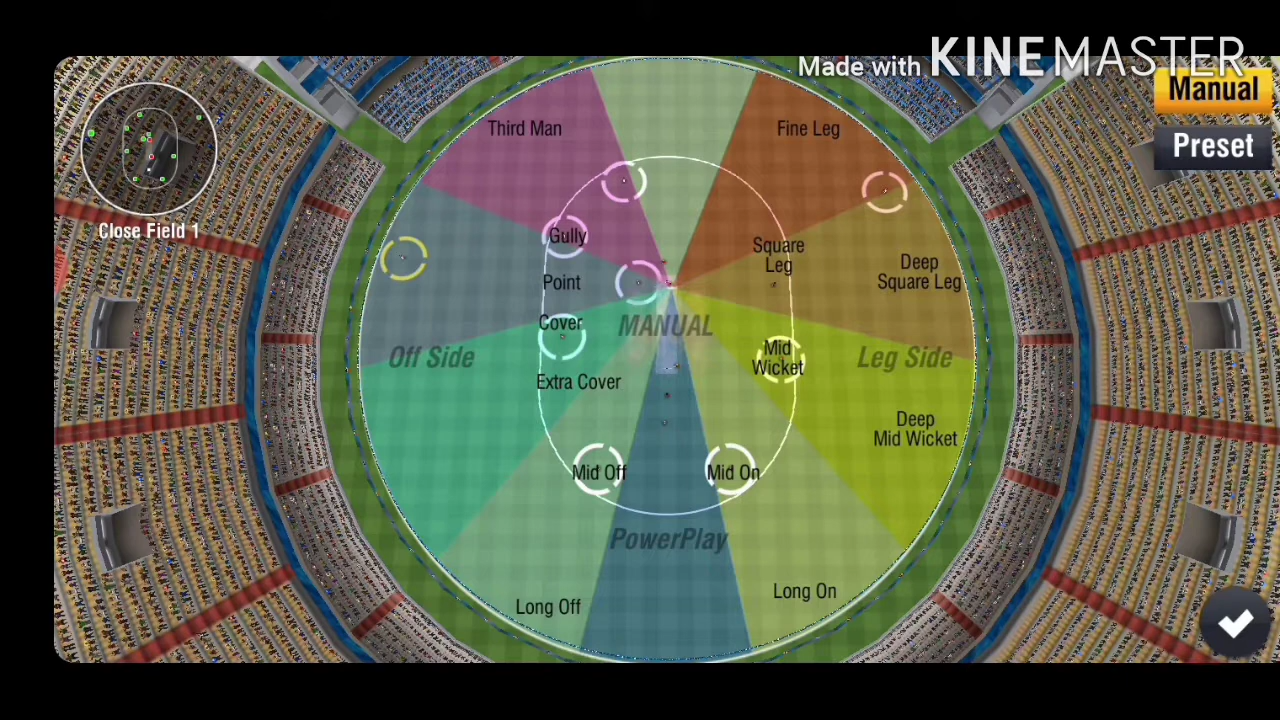 Made with KINEMASTER
Manual
Preset
Close Field 1
Third Man
Fine Leg
Gully
Square
Leg
Deep
Square Leg
Point
Cover
MANUAL
Mid
Wicket
Off Side
Leg Side
Extra Cover
Deep
Mid Wicket
Mid Off
Mid On
PowerPlay
Long On
Long Off